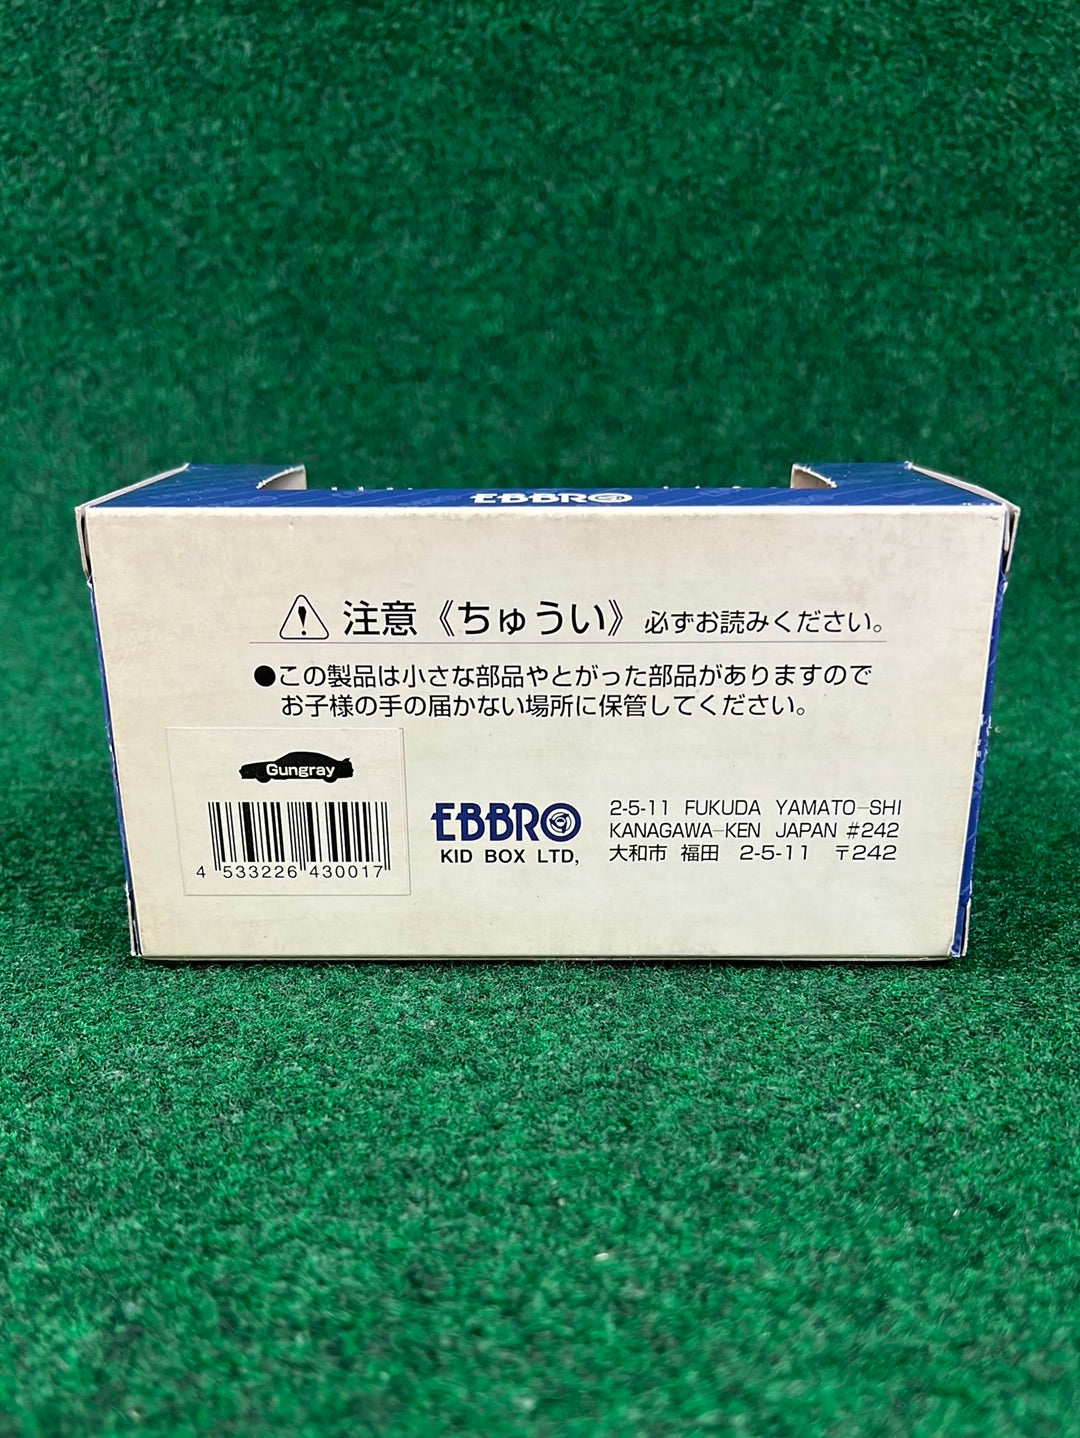 EBBRO
注意《ちゅうい》必ずお読みください。
●この製品は小さな部品やとがった部品がありますので
お子様の手の届かない場所に保管してください。
Gungray
4 533226 430017
EBBRO
KID BOX LTD,
2-5-11 FUKUDA YAMATO-SHI
KANAGAWA-KEN JAPAN #242
大和市 福田 2-5-11 〒242